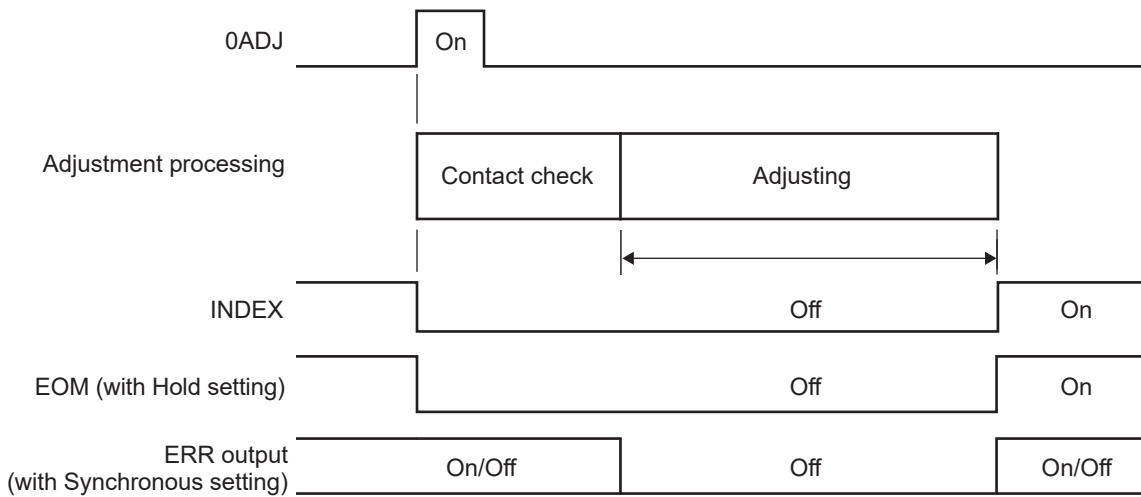 0ADJ
On
Adjustment processing
Contact check
Adjusting
INDEX
Off
On
EOM (with Hold setting)
Off
On
ERR output
(with Synchronous setting)
On/Off
Off
On/Off